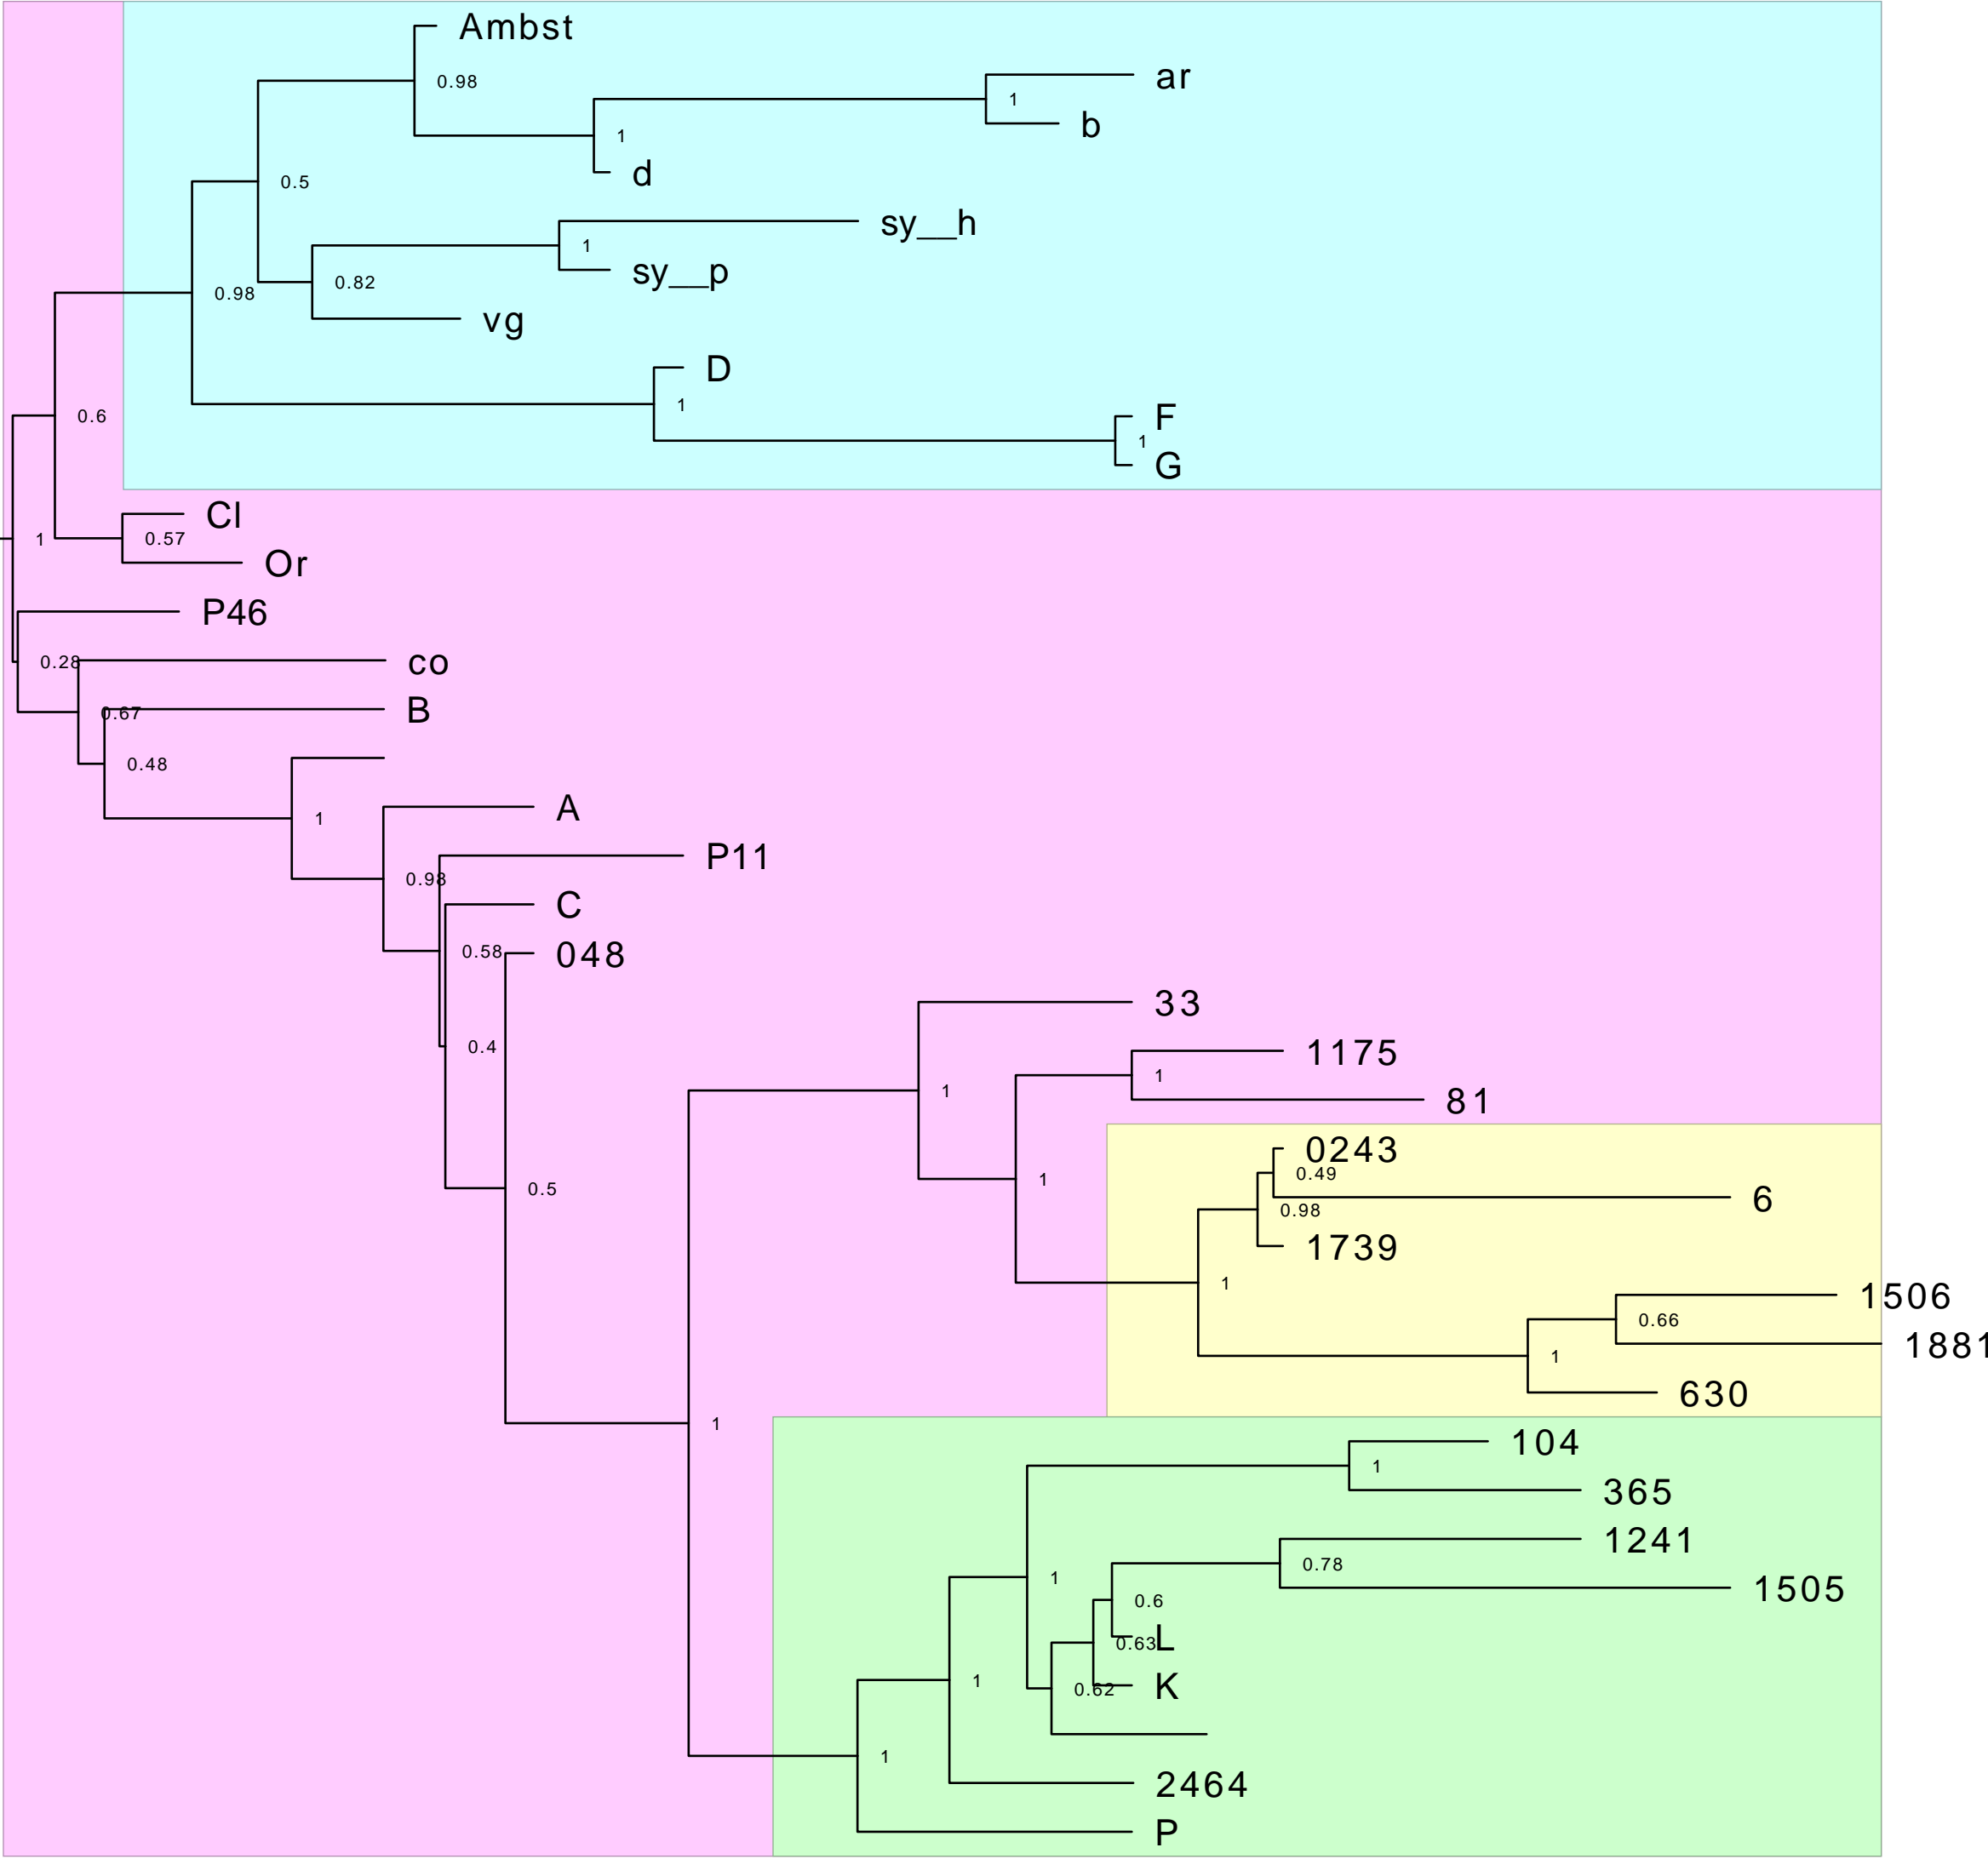 Ambst
0.98
ar
1
b
1
d
0.5
sy__h
1
sy__p
0.82
0.98
vg
D
1
0.6
F
1
G
Cl
1
0.57
Or
P46
0.28
co
0.67
B
0.48
1
A
P11
0.98
C
0.58
048
33
0.4
1175
1
1
81
0243
0.49
1
0.5
6
0.98
1739
1
1506
0.66
1881
1
630
1
104
1
365
1241
0.78
1
1505
0.6
L
0.63
1
K
0.62
1
2464
P